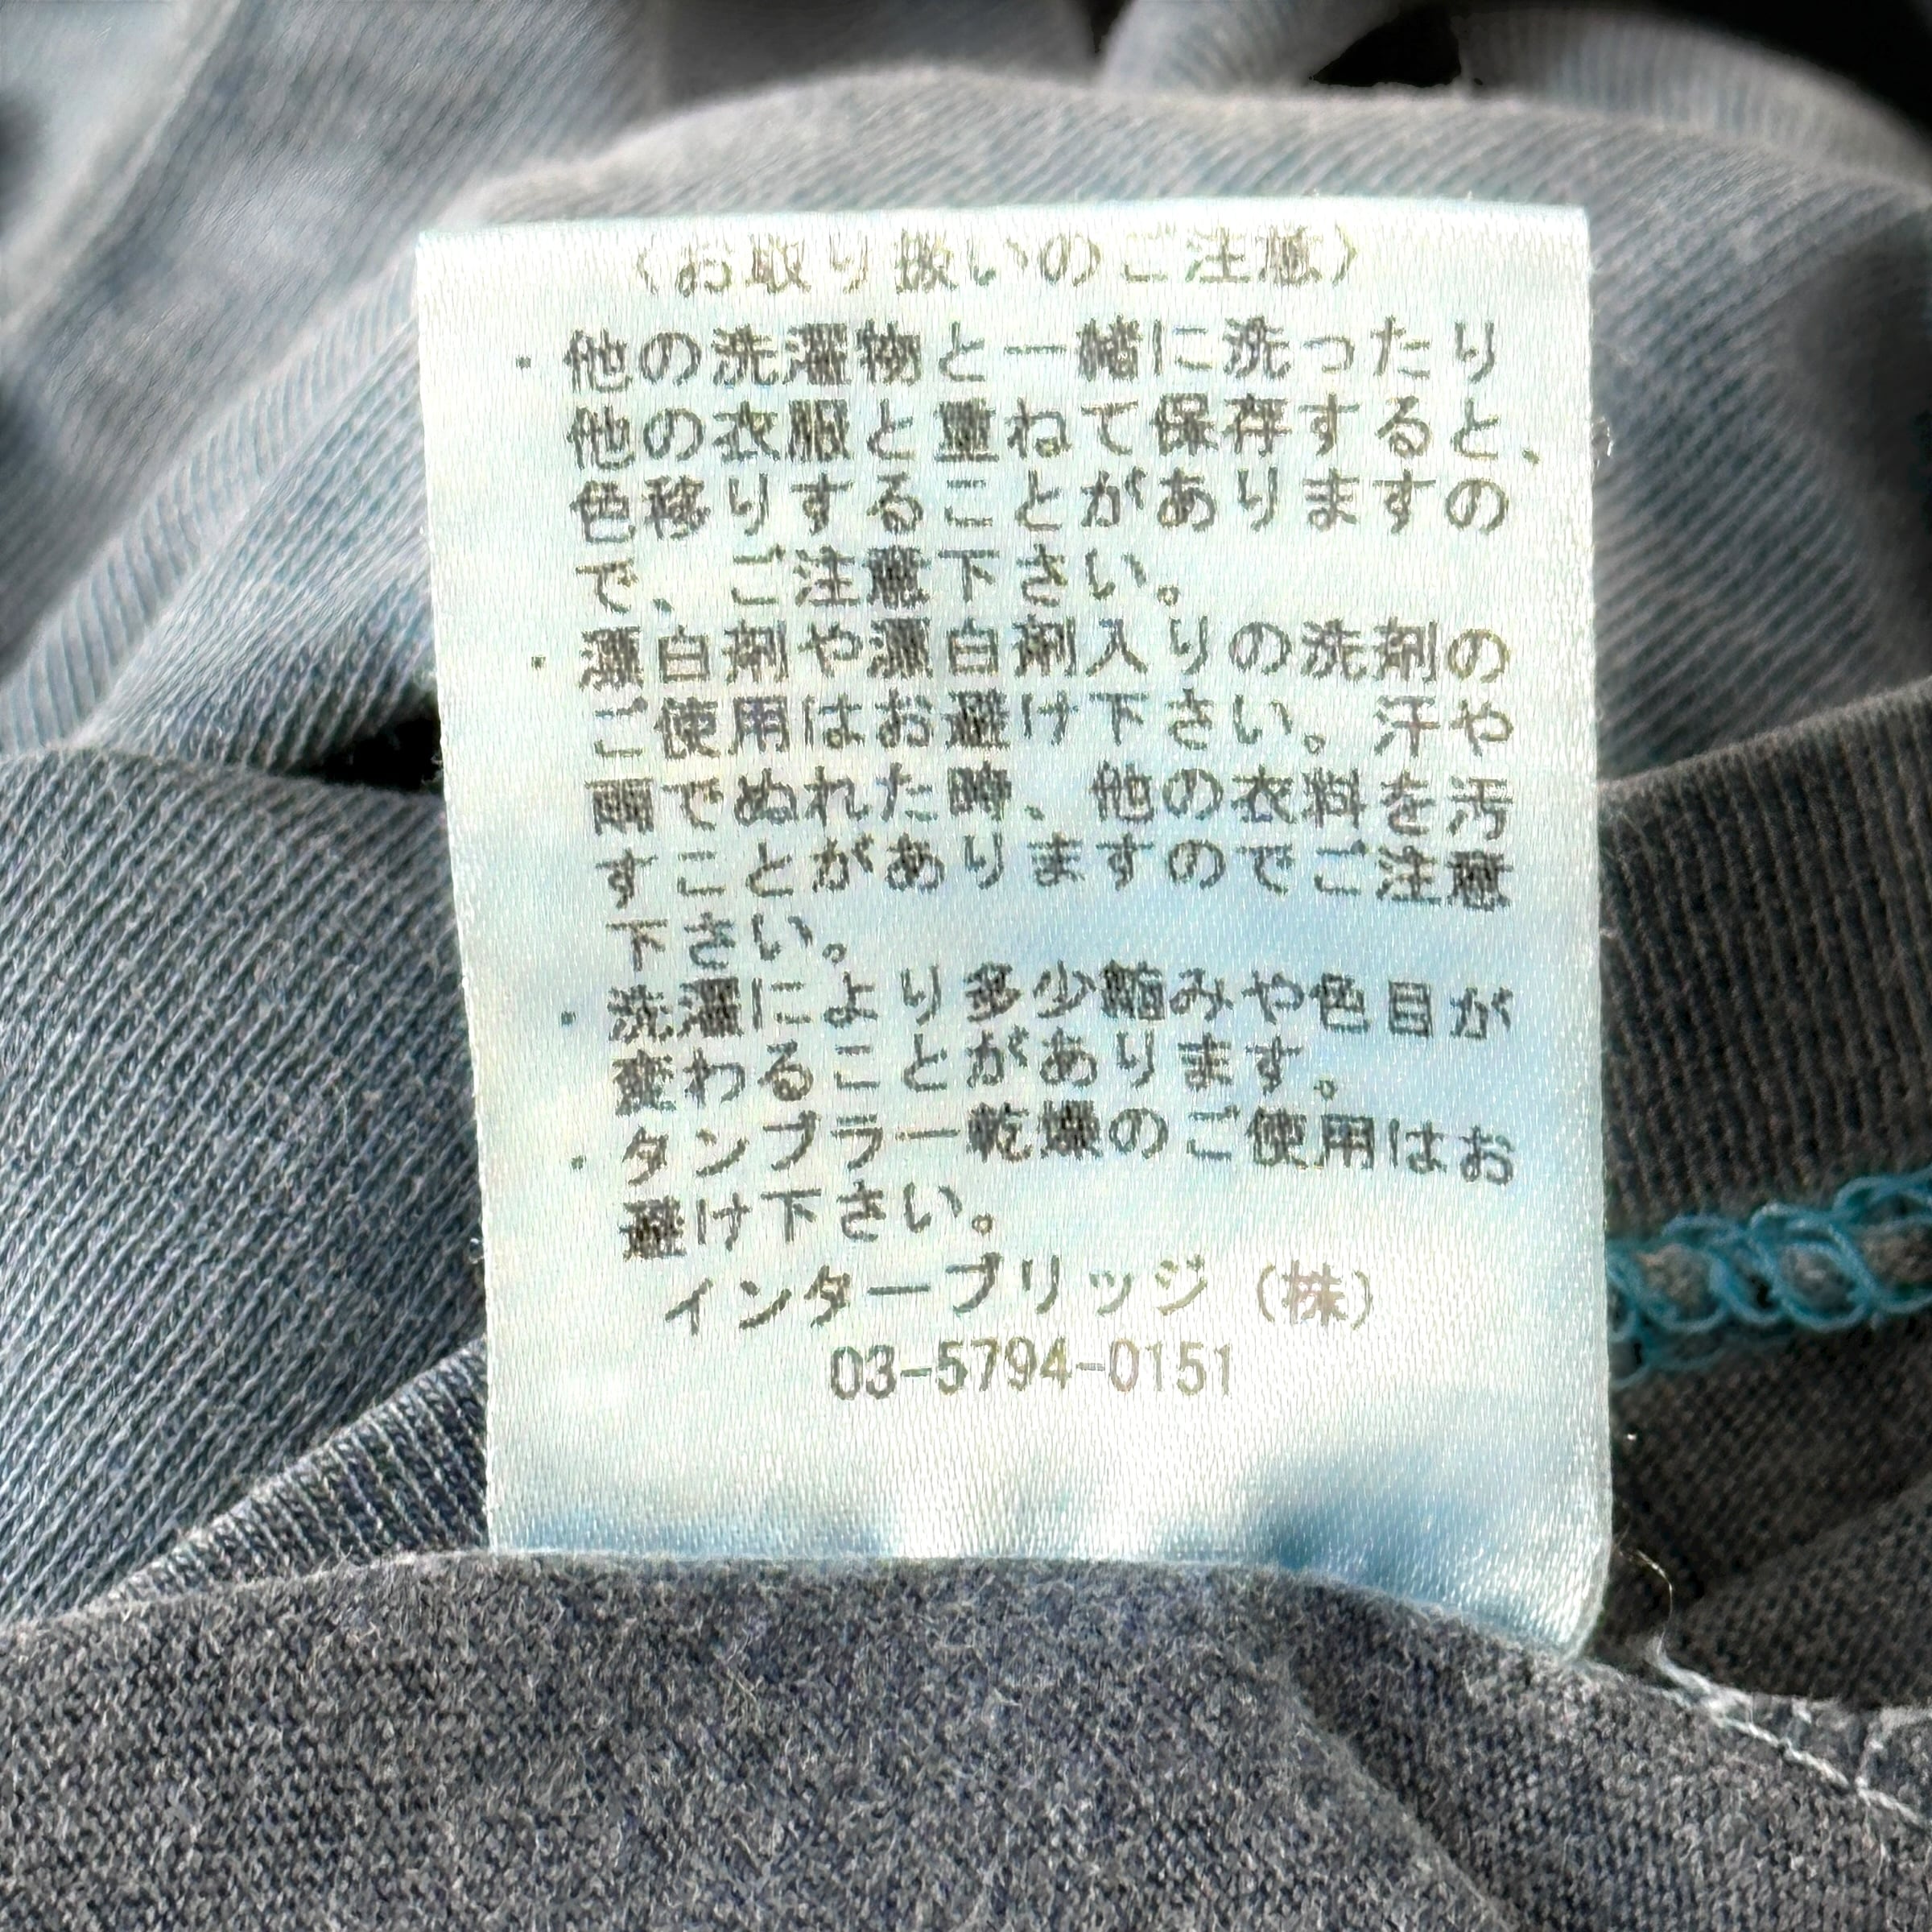 〈お取り扱いのご注意〉
・他の洗濯物と一緒に洗ったり
他の衣服と重ねて保存すると、
色移りすることがありますの
で、ご注意下さい。
・漂白剤や漂白剤入りの洗剤の
ご使用はお避け下さい。汗や
雨でぬれた時、他の衣料を汚
すことがありますのでご注意
下さい。
・洗濯により多少縮みや色目が
変わることがあります。
・タンブラー乾燥のご使用はお
避け下さい。
インターブリッジ（株）
03-5794-0151